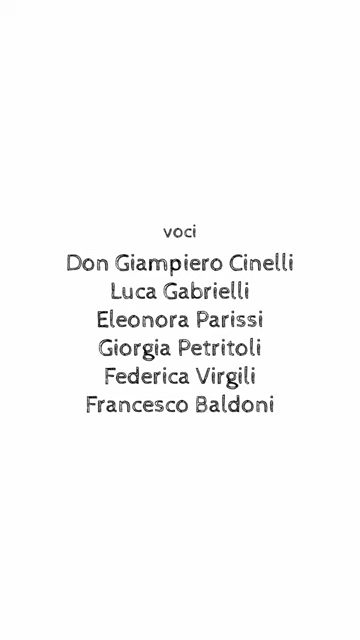 voci
Don Giampiero Cinelli
Luca Gabrielli
Eleonora Parissi
Giorgia Petritoli
Federica Virgili
Francesco Baldoni